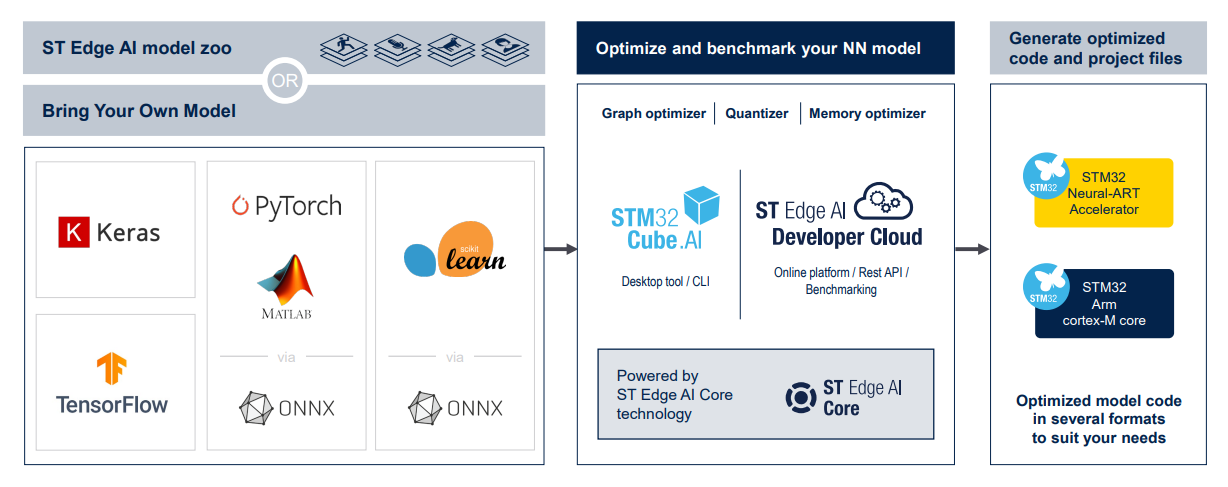 ST Edge AI model zoo
OR
Bring Your Own Model
Keras
TensorFlow
PyTorch
MATLAB
via
ONNX
scikit
learn
via
ONNX
Optimize and benchmark your NN model
Graph optimizer
Quantizer
Memory optimizer
STM32
Cube.AI
Desktop tool / CLI
ST Edge AI
Developer Cloud
Online platform / Rest API /
Benchmarking
Powered by
ST Edge AI Core
technology
ST Edge AI
Core
Generate optimized
code and project files
STM32
STM32
Neural-ART
Accelerator
STM32
STM32
Arm
cortex-M core
Optimized model code
in several formats
to suit your needs